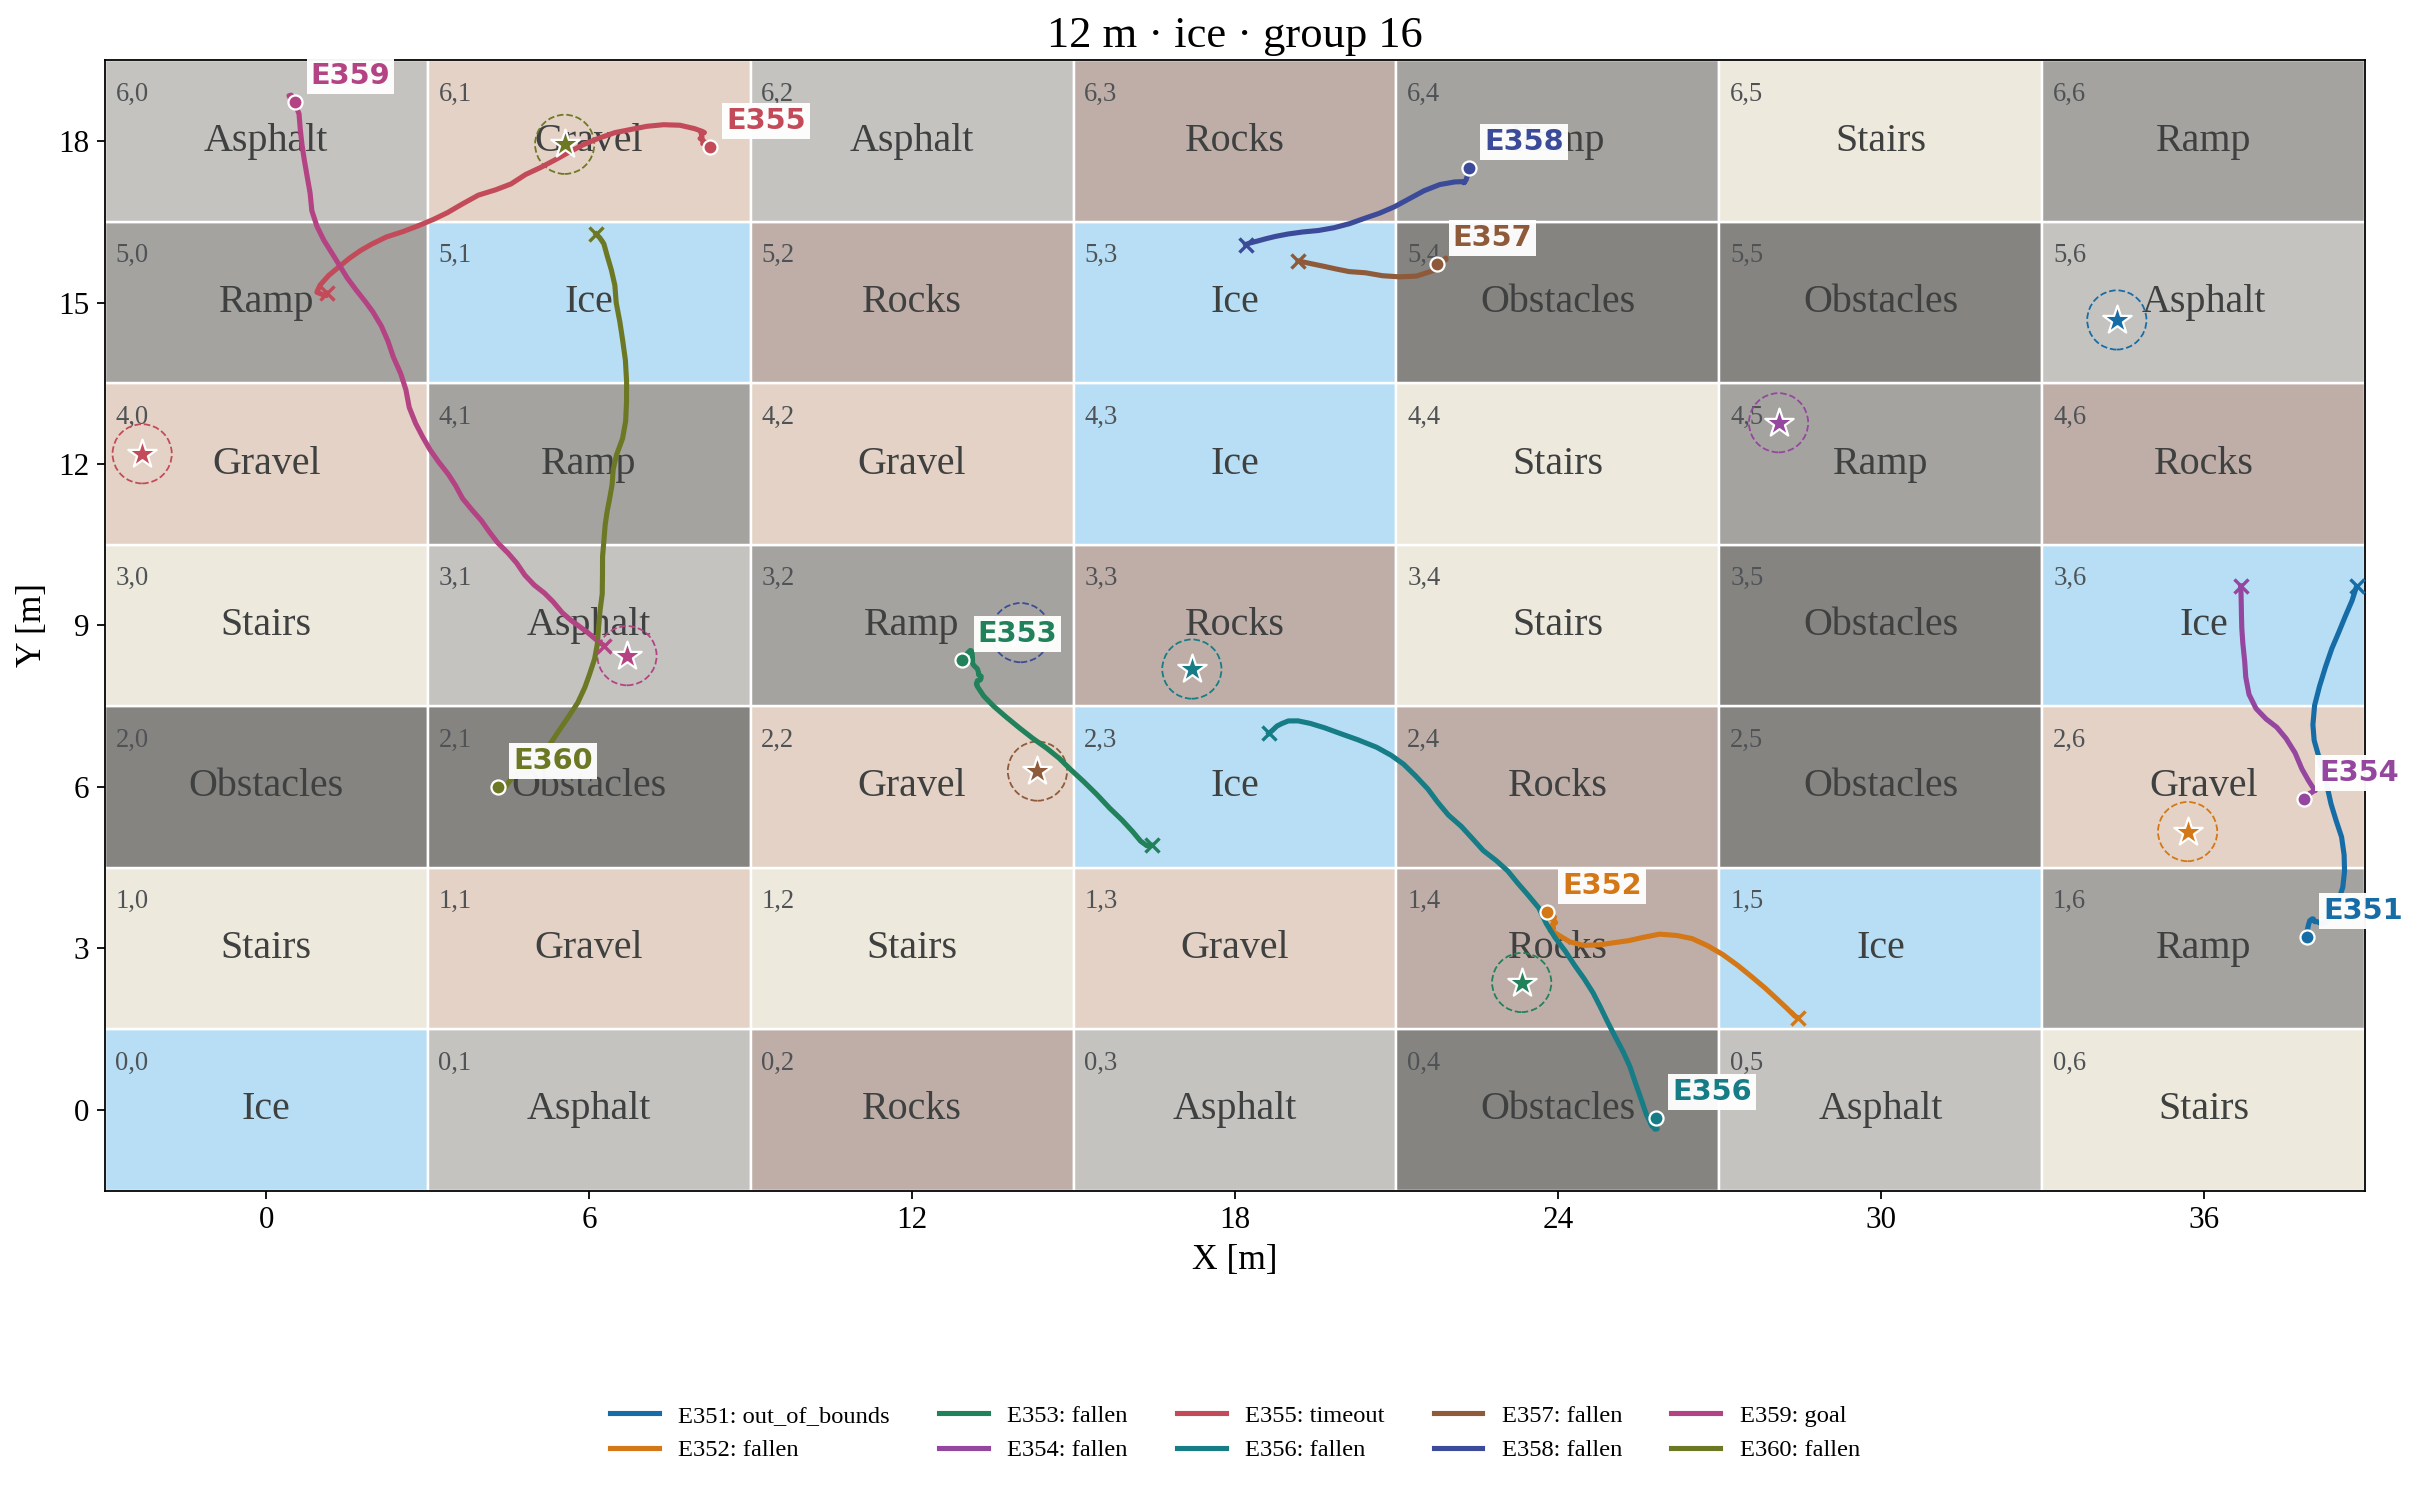 12 m · ice · group 16
E359
6,0
6,1
6,2
6,3
6,4
6,5
6,6
E355
E358
18
Asphalt
Gravel
Asphalt
Rocks
mp
Stairs
Ramp
E357
5,0
5,1
5,2
5,3
5,4
5,5
5,6
15
Ramp
Ice
Rocks
Ice
Obstacles
Obstacles
Asphalt
4,0
4,1
4,2
4,3
4,4
4,5
4,6
12
Gravel
Ramp
Gravel
Ice
Stairs
Ramp
Rocks
3,0
3,1
3,2
3,3
3,4
3,5
3,6
9
Stairs
Asphalt
Ramp
E353
Rocks
Stairs
Obstacles
Ice
Y [m]
2,0
2,1
2,2
2,3
2,4
2,5
2,6
E360
E354
6
Obstacles
Obstacles
Gravel
Ice
Rocks
Obstacles
Gravel
E352
1,0
1,1
1,2
1,3
1,4
1,5
1,6
E351
3
Stairs
Gravel
Stairs
Gravel
Rocks
Ice
Ramp
0,0
0,1
0,2
0,3
0,4
0,5
0,6
E356
0
Ice
Asphalt
Rocks
Asphalt
Obstacles
Asphalt
Stairs
0
6
12
18
24
30
36
X [m]
E351: out_of_bounds
E353: fallen
E355: timeout
E357: fallen
E359: goal
E352: fallen
E354: fallen
E356: fallen
E358: fallen
E360: fallen